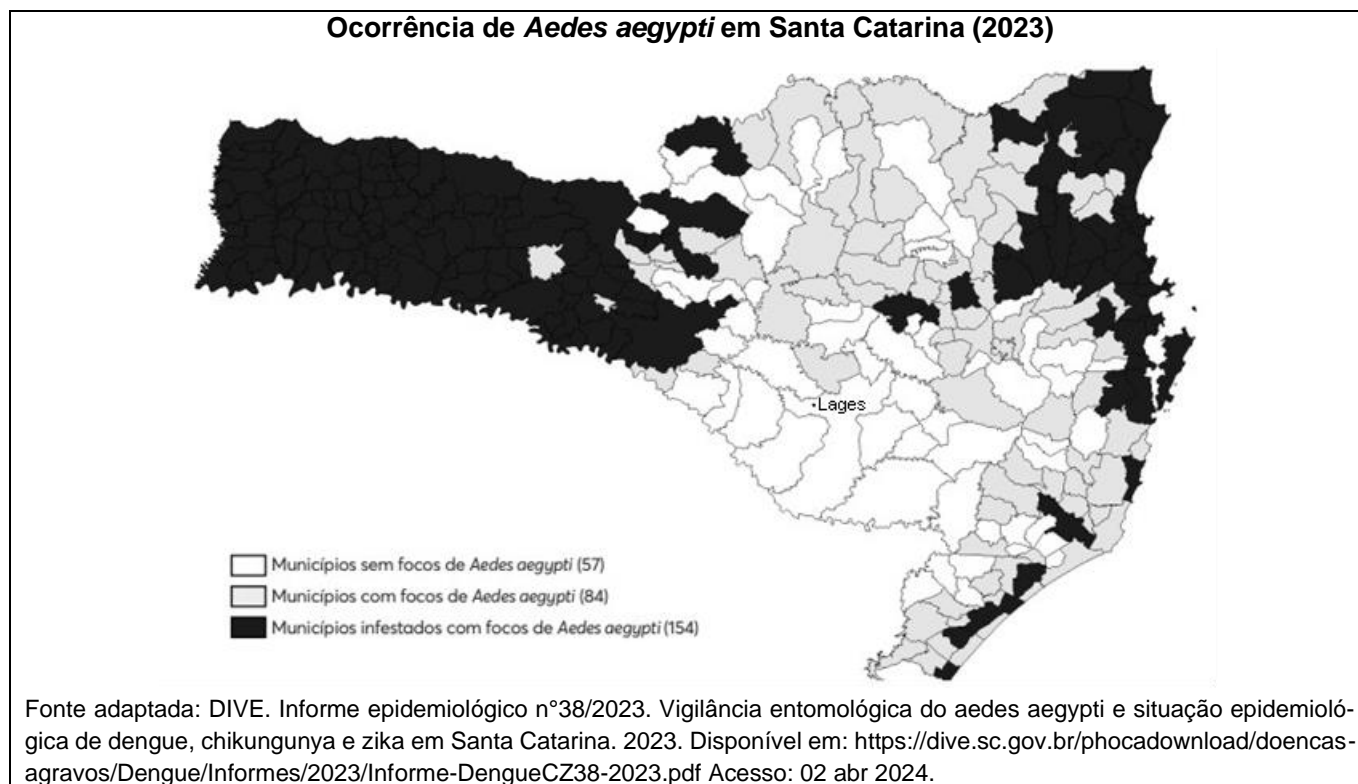 Ocorrência de Aedes aegypti em Santa Catarina (2023)
•Lages
Municípios sem focos de Aedes aegypti (57)
Municípios com focos de Aedes aegypti (84)
Municípios infestados com focos de Aedes aegypti (154)
Fonte adaptada: DIVE. Informe epidemiológico n°38/2023. Vigilância entomológica do aedes aegypti e situação epidemioló-
gica de dengue, chikungunya e zika em Santa Catarina. 2023. Disponível em: https://dive.sc.gov.br/phocadownload/doencas-
agravos/Dengue/Informes/2023/Informe-DengueCZ38-2023.pdf Acesso: 02 abr 2024.